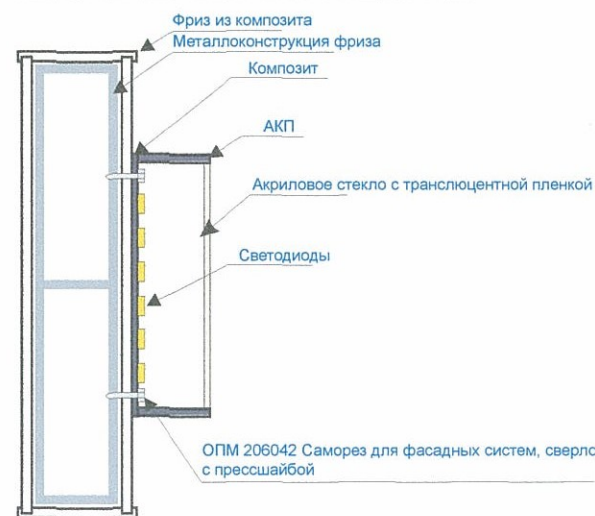 Фриз из композита
Металлоконструкция фриза
Композит
АКП
Акриловое стекло с транслюцентной пленкой
Светодиоды
ОПМ 206042 Саморез для фасадных систем, сверло
с прессшайбой